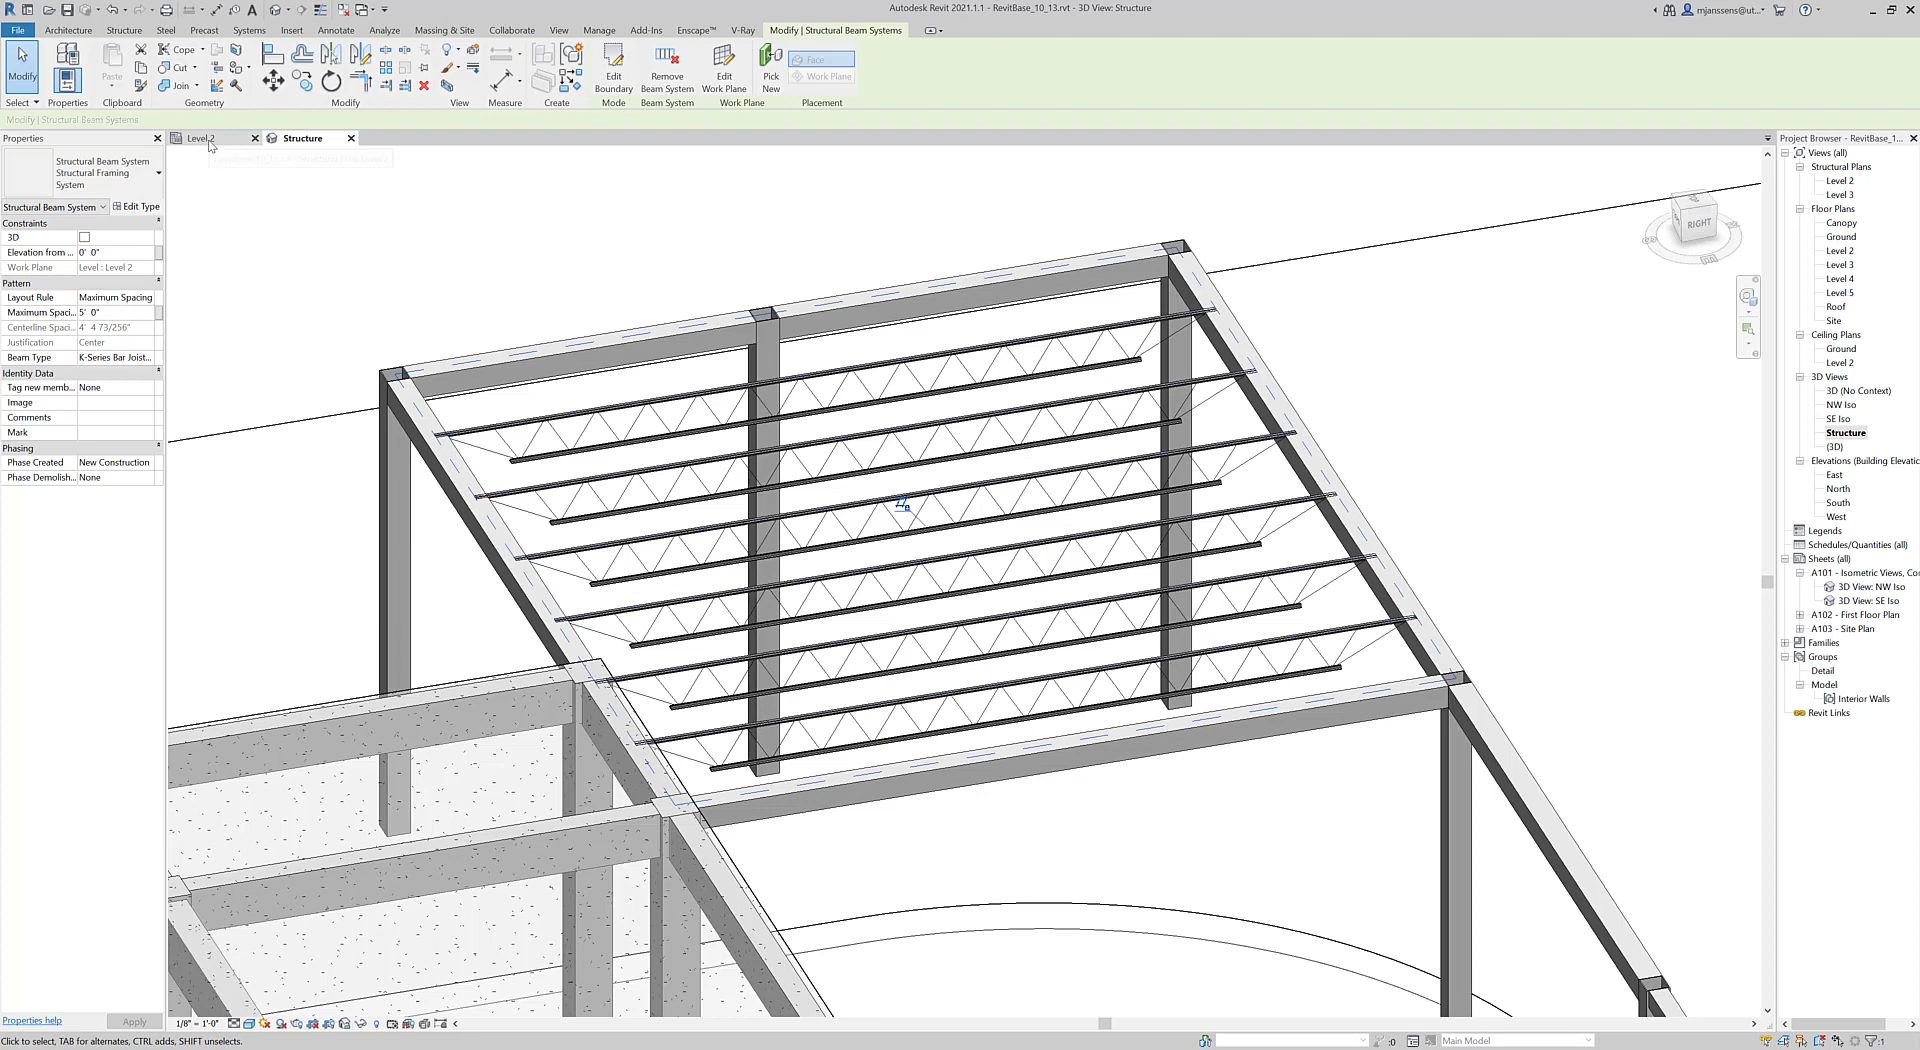 Autodesk Revit 2021.1.1 - RevitBase_10_13.rvt - 3D View: Structure
mjanssens@ut...
File Architecture Structure Steel Precast Systems Insert Annotate Analyze Massing & Site Collaborate View Manage Add-Ins Enscape™ V-Ray Modify | Structural Beam Systems
Modify
Paste
Cope
Cut
Join
Edit Boundary
Remove Beam System
Edit Work Plane
Pick New
Face
Work Plane
Select Properties Clipboard Geometry Modify View Measure Create Mode Beam System Work Plane Placement
Modify | Structural Beam Systems
Properties
Level 2
Structure
Structural Beam System
Structural Framing
System
Structural Beam System
Edit Type
Constraints
3D
Elevation from ... 0' 0"
Work Plane Level : Level 2
Pattern
Layout Rule Maximum Spacing
Maximum Spaci... 5' 0"
Centerline Spaci... 4' 4 73/256"
Justification Center
Beam Type K-Series Bar Joist...
Identity Data
Tag new memb... None
Image
Comments
Mark
Phasing
Phase Created New Construction
Phase Demolish... None
Properties help
Apply
RIGHT
Project Browser - RevitBase_1...
Views (all)
Structural Plans
Level 2
Level 3
Floor Plans
Canopy
Ground
Level 2
Level 3
Level 4
Level 5
Roof
Site
Ceiling Plans
Ground
Level 2
3D Views
3D (No Context)
NW Iso
SE Iso
Structure
{3D}
Elevations (Building Elevatic
East
North
South
West
Legends
Schedules/Quantities (all)
Sheets (all)
A101 - Isometric Views, Co
3D View: NW Iso
3D View: SE Iso
A102 - First Floor Plan
A103 - Site Plan
Families
Groups
Detail
Model
Interior Walls
Revit Links
1/8" = 1'-0"
Click to select, TAB for alternates, CTRL adds, SHIFT unselects.
:0
Main Model
:1